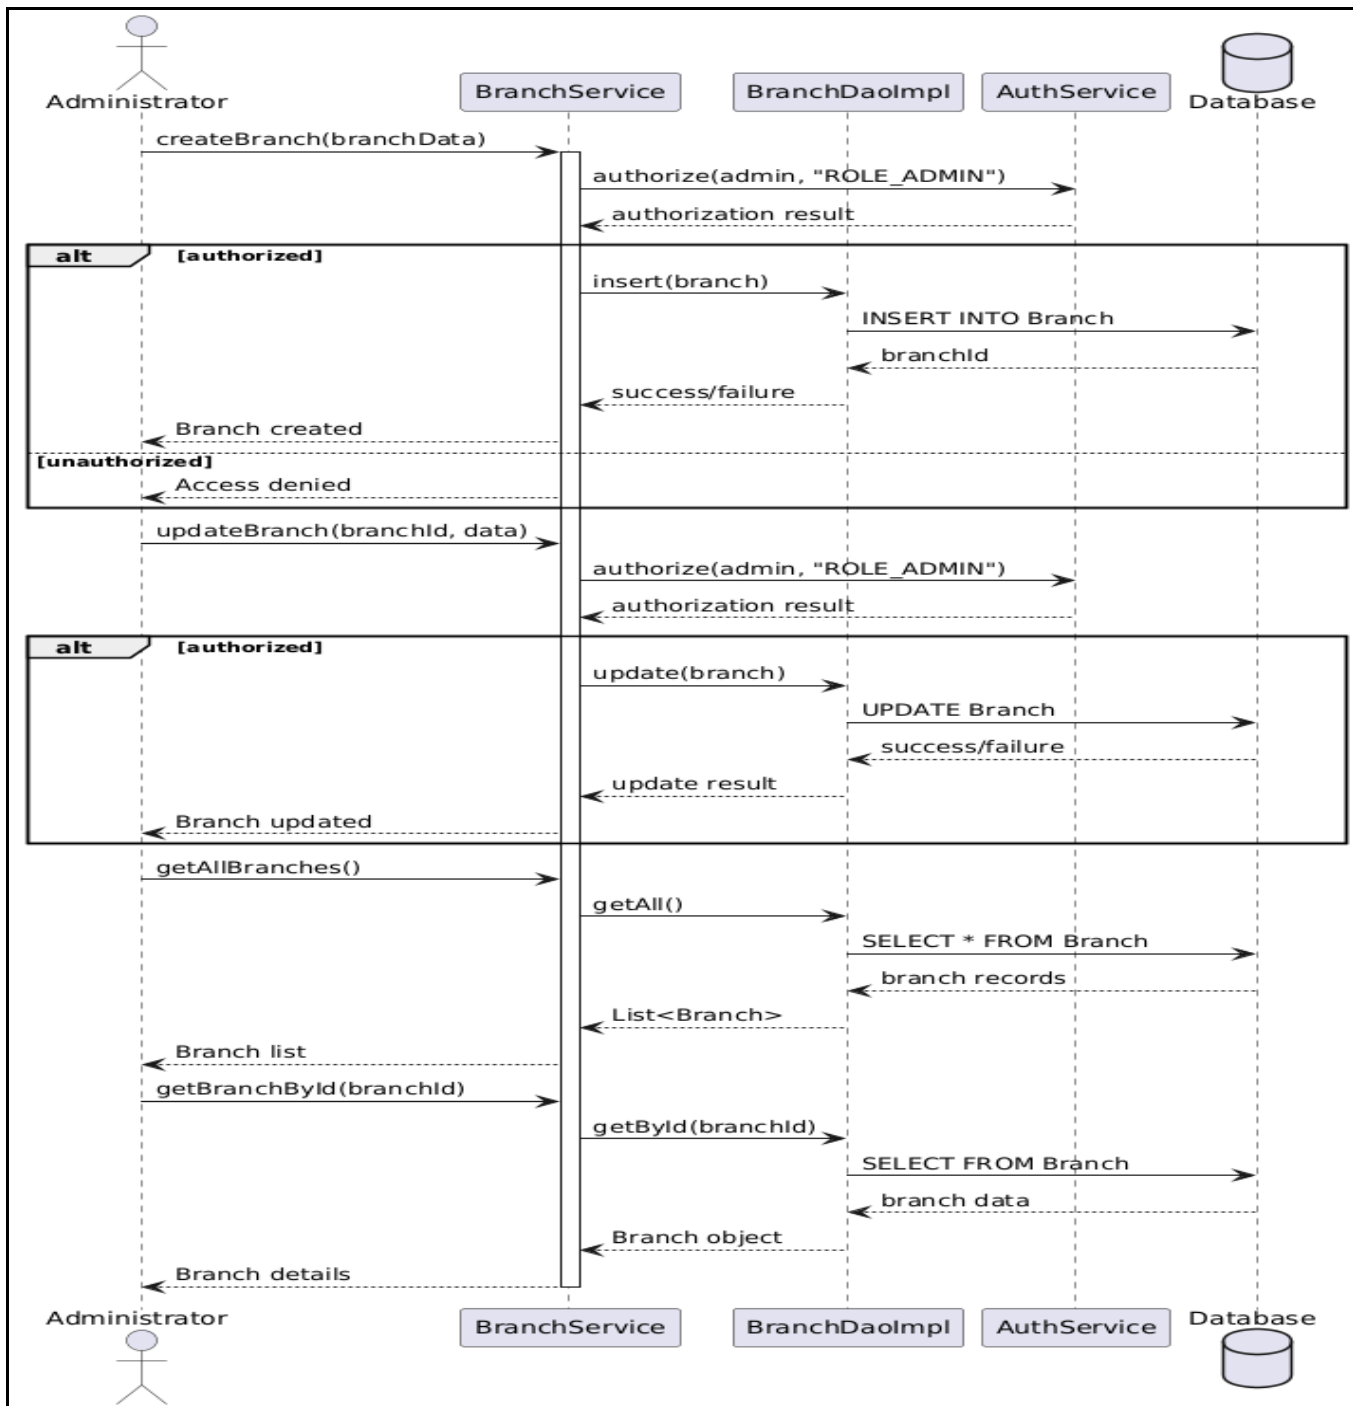 Administrator
BranchService
BranchDaoImpl
AuthService
Database
createBranch(branchData)
authorize(admin, "ROLE_ADMIN")
authorization result
alt
[authorized]
insert(branch)
INSERT INTO Branch
branchId
success/failure
Branch created
[unauthorized]
Access denied
updateBranch(branchId, data)
authorize(admin, "ROLE_ADMIN")
authorization result
alt
[authorized]
update(branch)
UPDATE Branch
success/failure
update result
Branch updated
getAllBranches()
getAll()
SELECT * FROM Branch
branch records
List<Branch>
Branch list
getBranchById(branchId)
getById(branchId)
SELECT FROM Branch
branch data
Branch object
Branch details
Administrator
BranchService
BranchDaoImpl
AuthService
Database